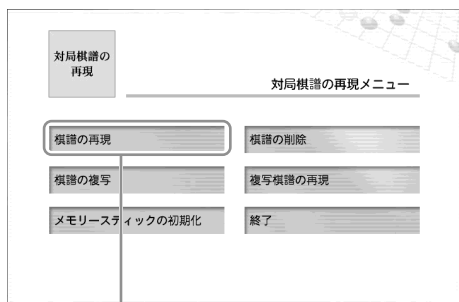 対局棋譜の
再現
対局棋譜の再現メニュー
棋譜の再現
棋譜の削除
棋譜の複写
複写棋譜の再現
メモリースティックの初期化
終了